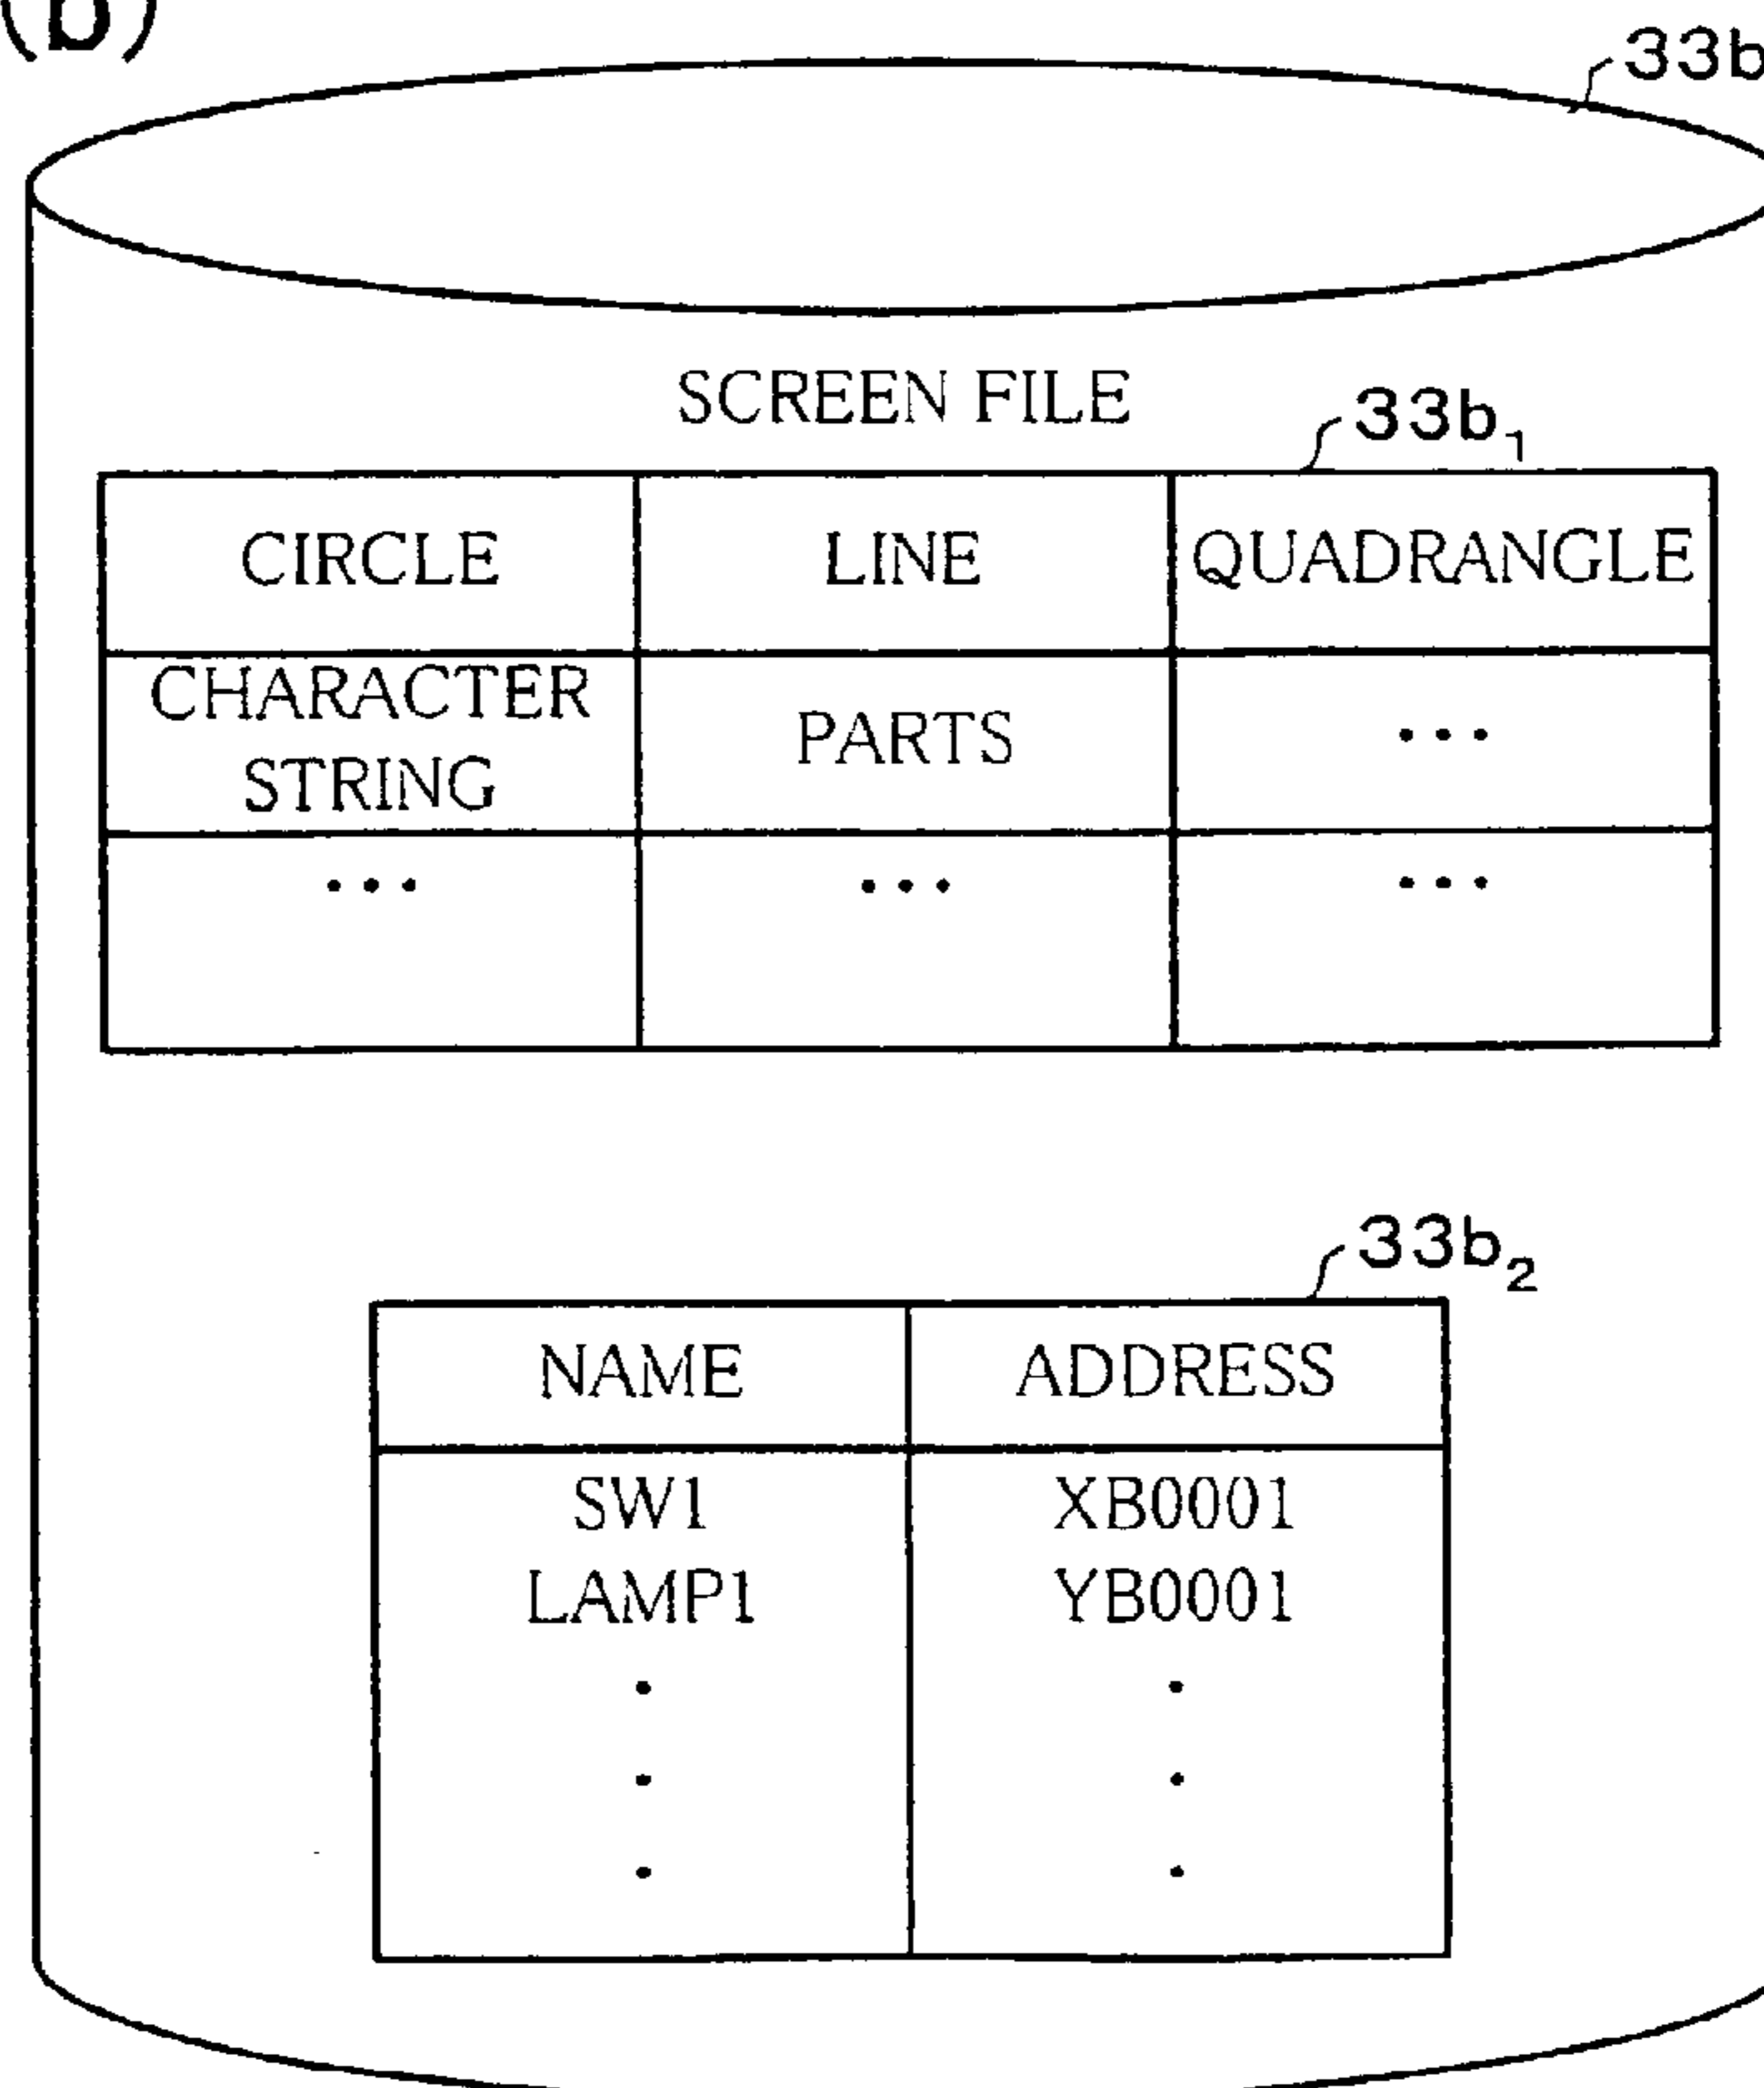 (b)
33b
SCREEN FILE
33b₁
CIRCLE LINE QUADRANGLE
CHARACTER
STRING PARTS • • •
• • • • • • • • •
33b₂
NAME ADDRESS
SW1 XB0001
LAMP1 YB0001
• •
• •
• •